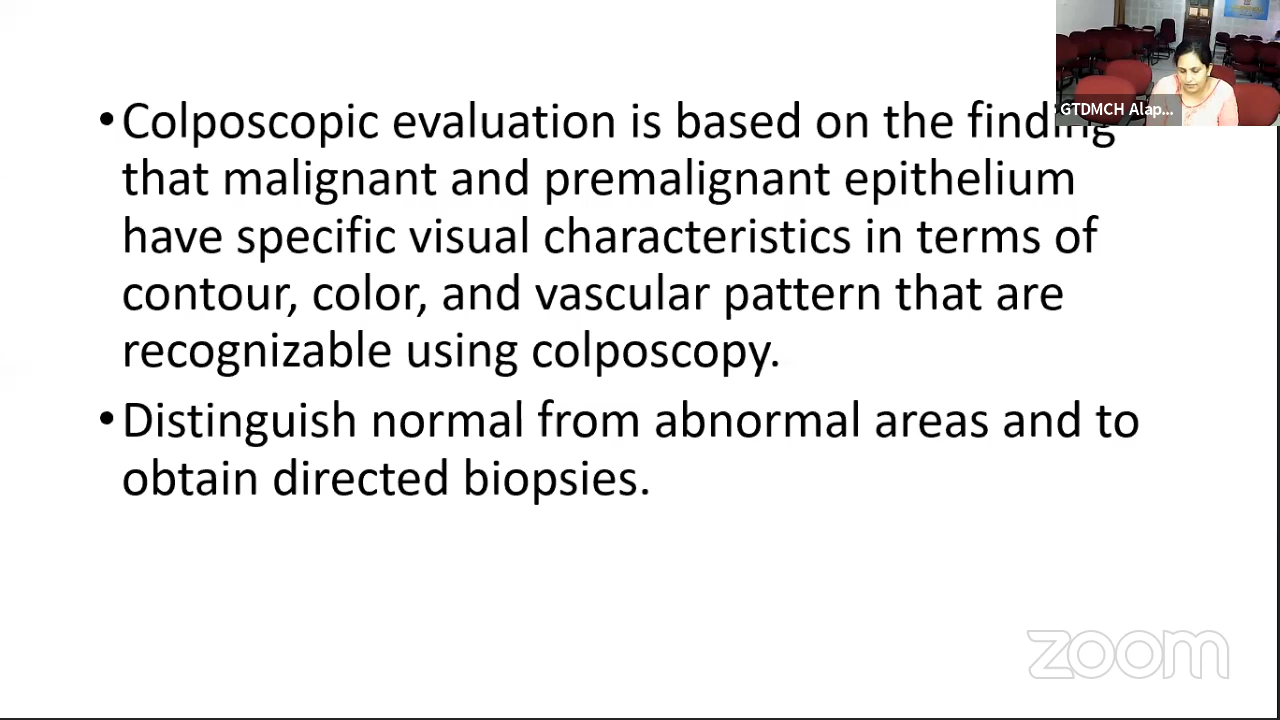 •Colposcopic evaluation is based on the finding
that malignant and premalignant epithelium
have specific visual characteristics in terms of
contour, color, and vascular pattern that are
recognizable using colposcopy.
•Distinguish normal from abnormal areas and to
obtain directed biopsies.
GTDMCH Alap...
zoom